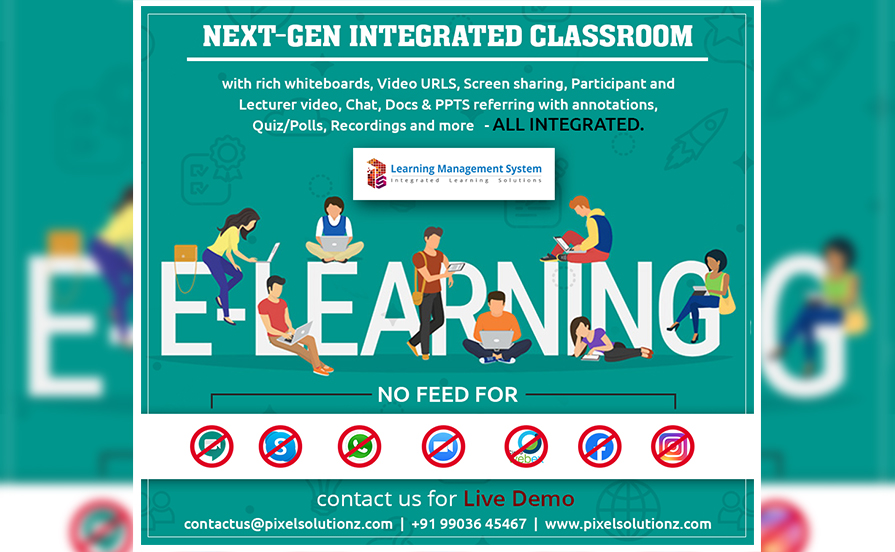 NEXT-GEN INTEGRATED CLASSROOM
with rich whiteboards, Video URLS, Screen sharing, Participant and
Lecturer video, Chat, Docs & PPTS referring with annotations,
Quiz/Polls, Recordings and more - ALL INTEGRATED.
Learning Management System
Integrated Learning Solutions
E-LEARNING
NO FEED FOR
contact us for Live Demo
contactus@pixelsolutionz.com | +91 99036 45467 | www.pixelsolutionz.com